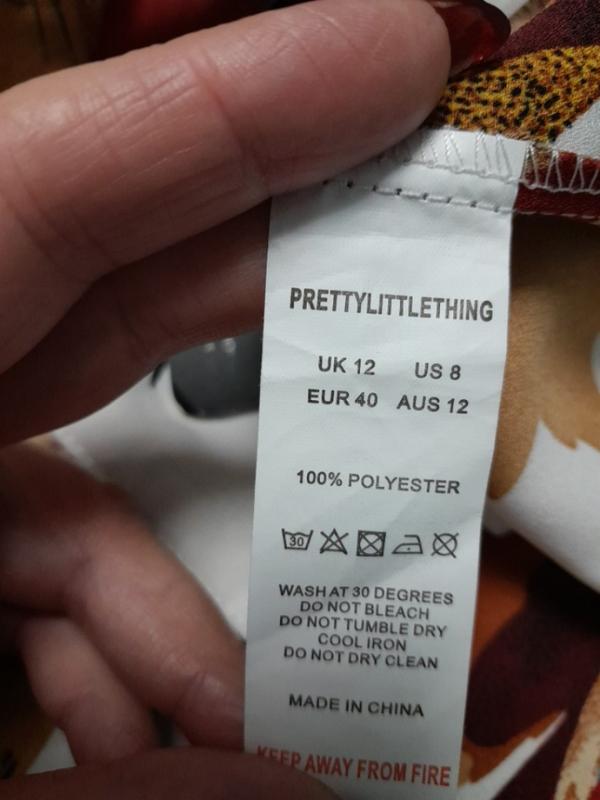 PRETTYLITTLETHING
UK 12 US 8
EUR 40 AUS 12
100% POLYESTER
30
WASH AT 30 DEGREES
DO NOT BLEACH
DO NOT TUMBLE DRY
COOL IRON
DO NOT DRY CLEAN
MADE IN CHINA
KEEP AWAY FROM FIRE